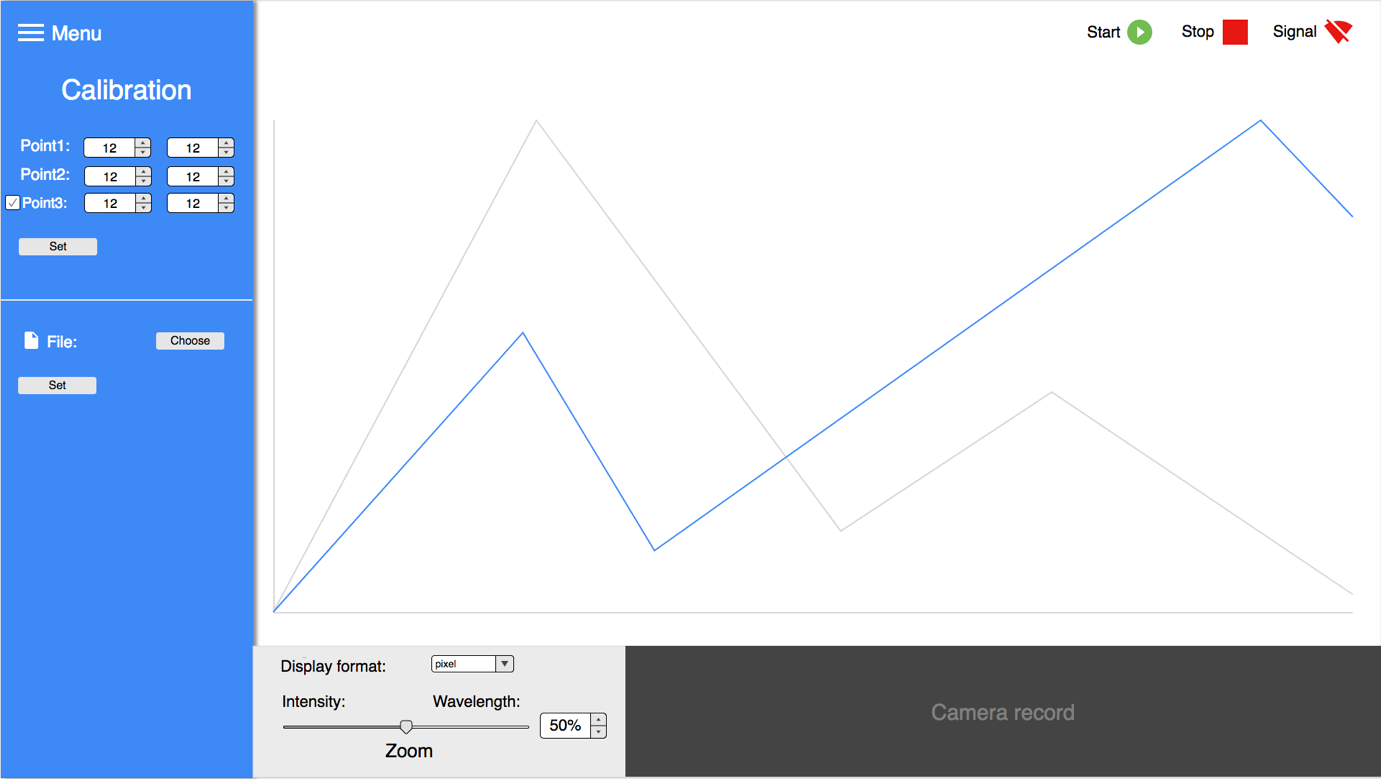 Menu
Start
Stop
Signal
Calibration
Point1: 12 12
Point2: 12 12
Point3: 12 12
Set
File: Choose
Set
Display format: pixel
Intensity: Wavelength:
50%
Zoom
Camera record